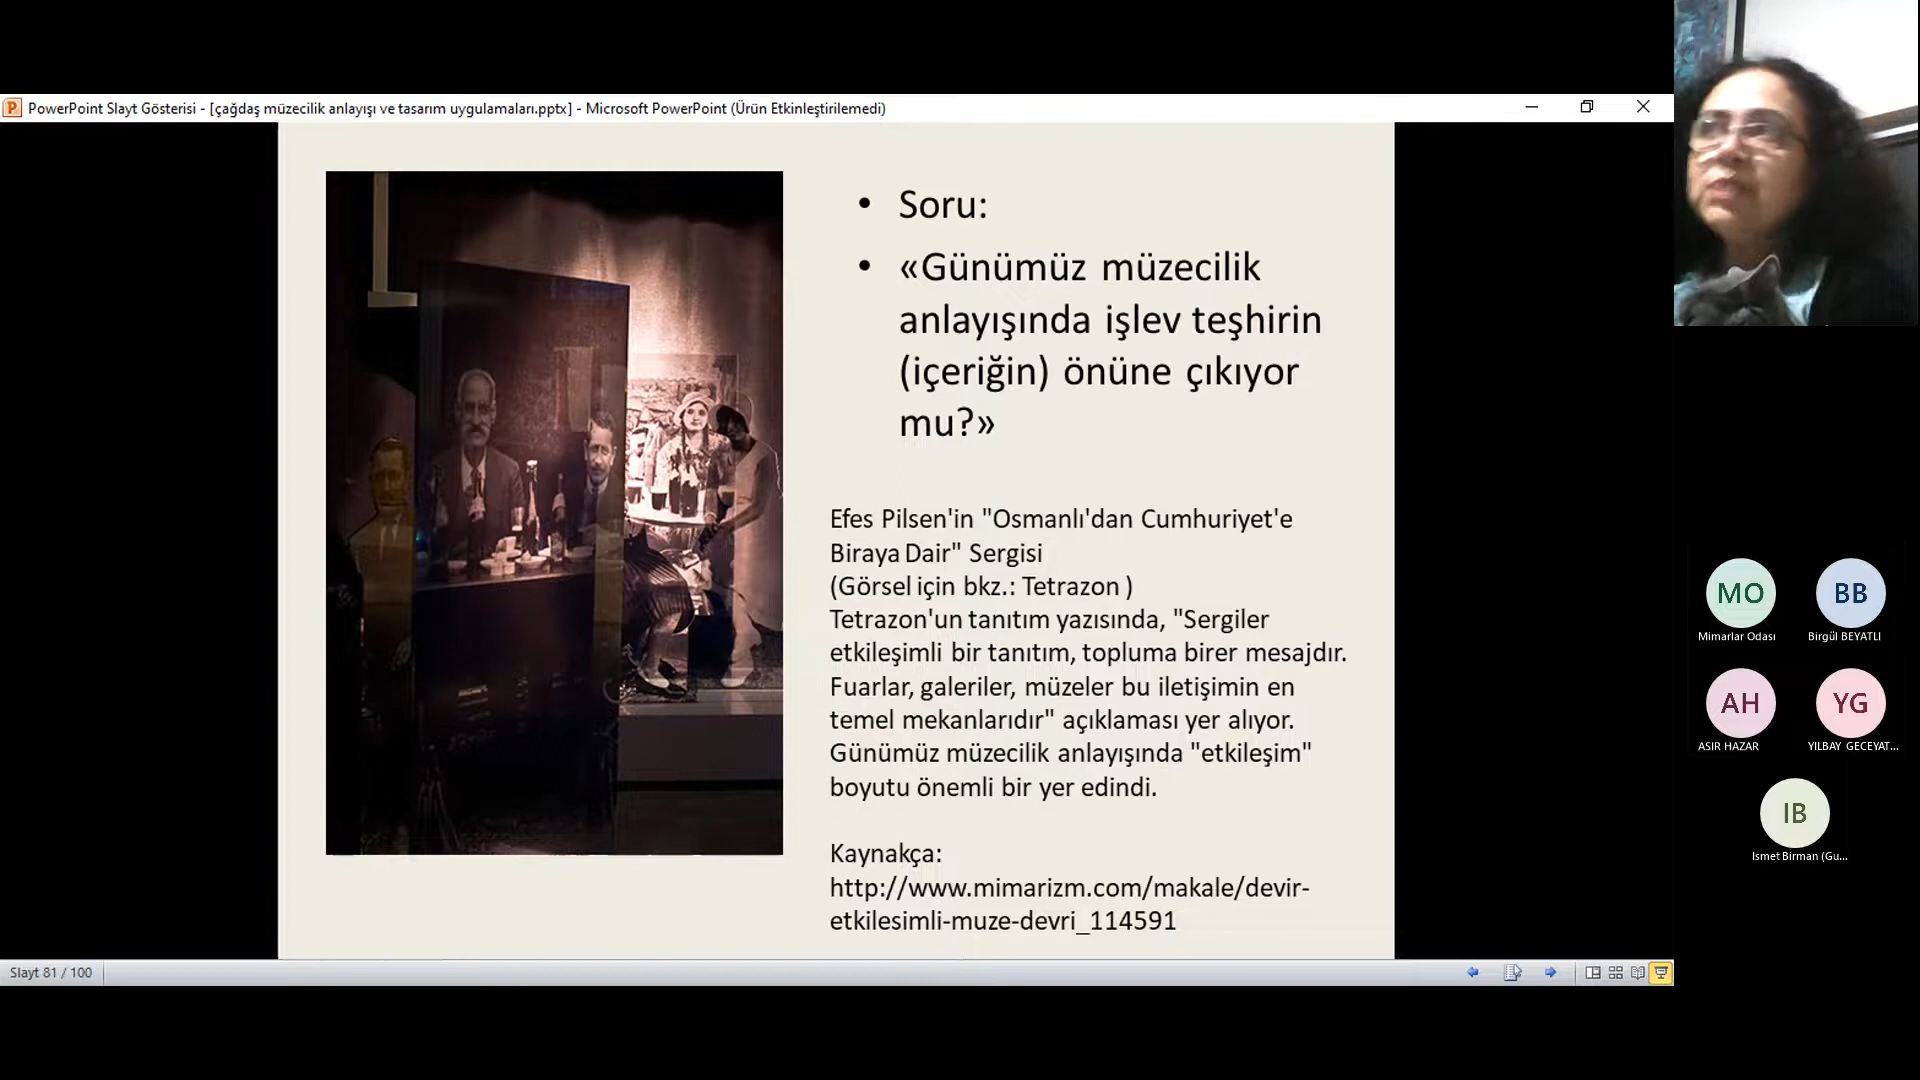 PowerPoint Slayt Gösterisi - [çağdaş müzecilik anlayışı ve tasarım uygulamaları.pptx] - Microsoft PowerPoint (Ürün Etkinleştirilemedi)
• Soru:
• «Günümüz müzecilik
anlayışında işlev teşhirin
(içeriğin) önüne çıkıyor
mu?»
Efes Pilsen'in "Osmanlı'dan Cumhuriyet'e
Biraya Dair" Sergisi
(Görsel için bkz.: Tetrazon )
Tetrazon'un tanıtım yazısında, "Sergiler
etkileşimli bir tanıtım, topluma birer mesajdır.
Fuarlar, galeriler, müzeler bu iletişimin en
temel mekanlarıdır" açıklaması yer alıyor.
Günümüz müzecilik anlayışında "etkileşim"
boyutu önemli bir yer edindi.
Kaynakça:
http://www.mimarizm.com/makale/devir-
etkilesimli-muze-devri_114591
Slayt 81 / 100
MO
Mimarlar Odası
BB
Birgül BEYATLI
AH
ASIR HAZAR
YG
YILBAY GECEYAT...
IB
Ismet Birman (Gu...